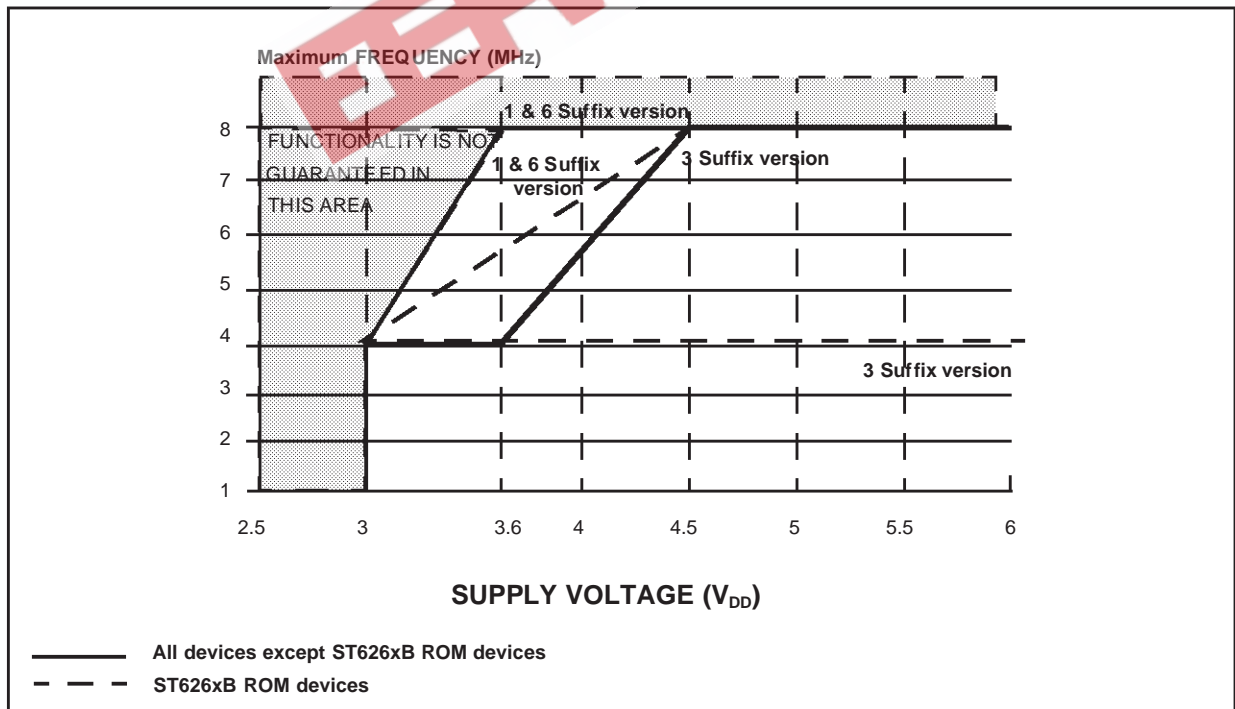 Maximum FREQUENCY (MHz)
1 & 6 Suffix version
8
FUNCTIONALITY IS NOT
GUARANTEED IN
THIS AREA
1 & 6 Suffix
version
3 Suffix version
7
6
5
4
3 Suffix version
3
2
1
2.5 3 3.6 4 4.5 5 5.5 6
SUPPLY VOLTAGE (VDD)
All devices except ST626xB ROM devices
ST626xB ROM devices